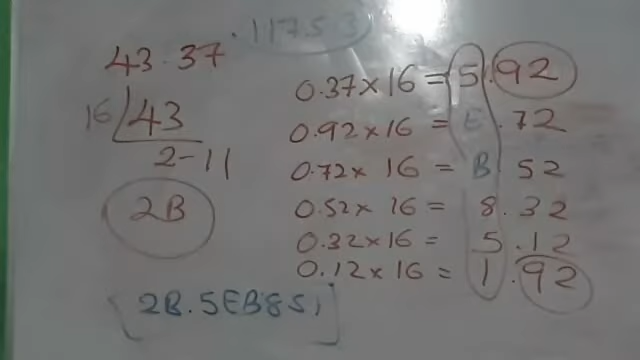 43.37
.11753
16 43
2-11
2B
0.37×16 = 5.92
0.92×16 = E.72
0.72× 16 = B 52
0.52× 16 = 8.32
0.32×16 = 5.12
0.12×16 = 1.92
[2B.5EB851]